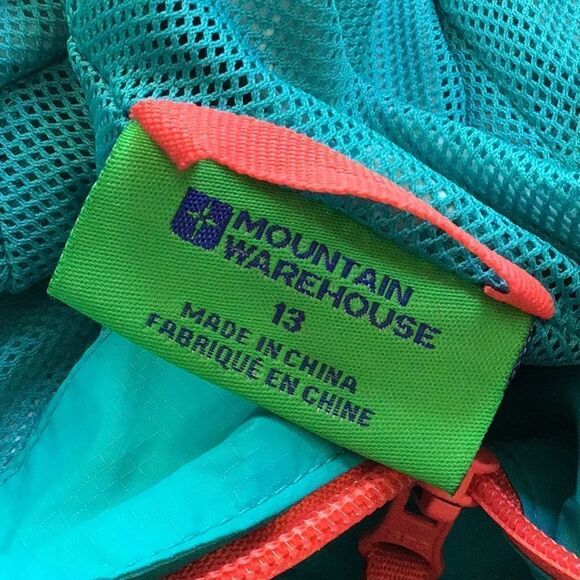 MOUNTAIN
WAREHOUSE
13
MADE IN CHINA
FABRIQUÉ EN CHINE